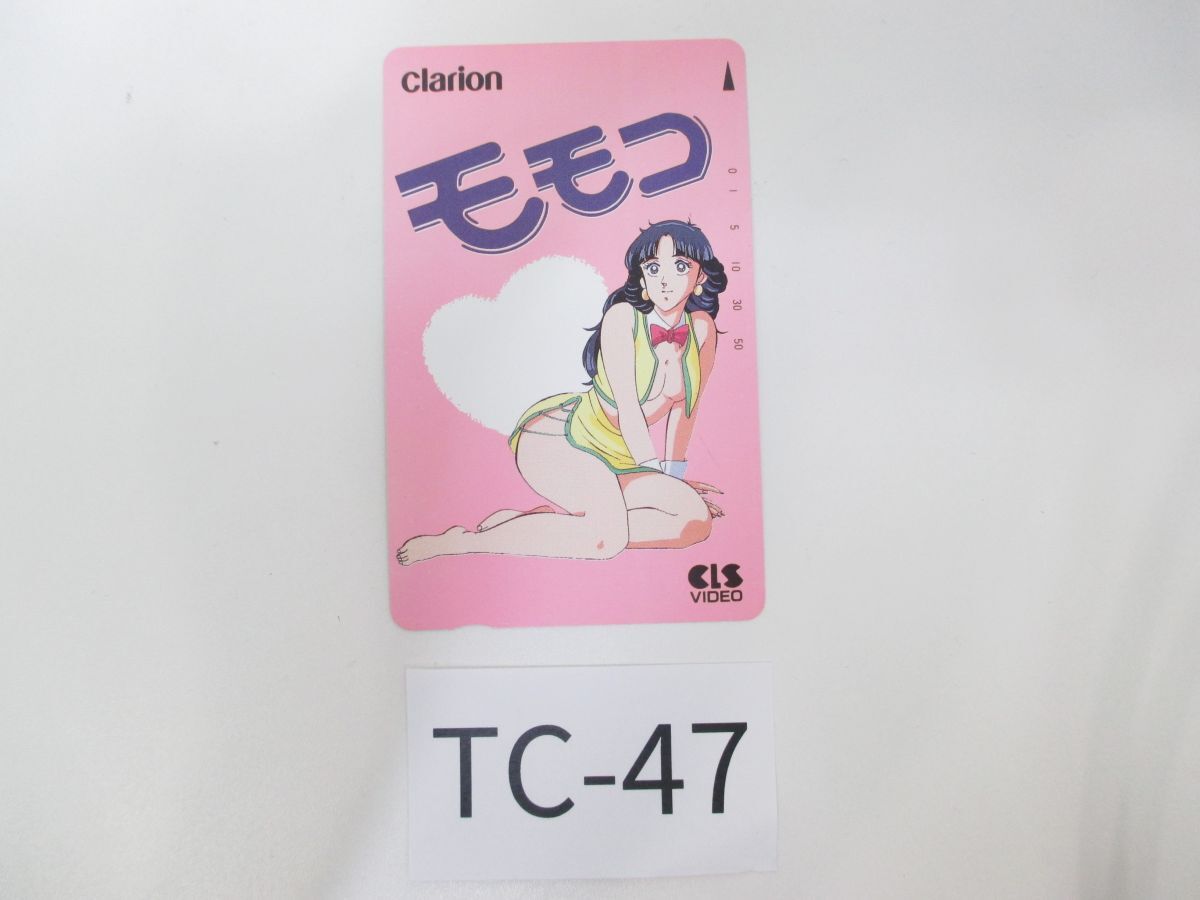 Clarion
モモコ
0
1
5
10
30
50
CLS
VIDEO
TC-47